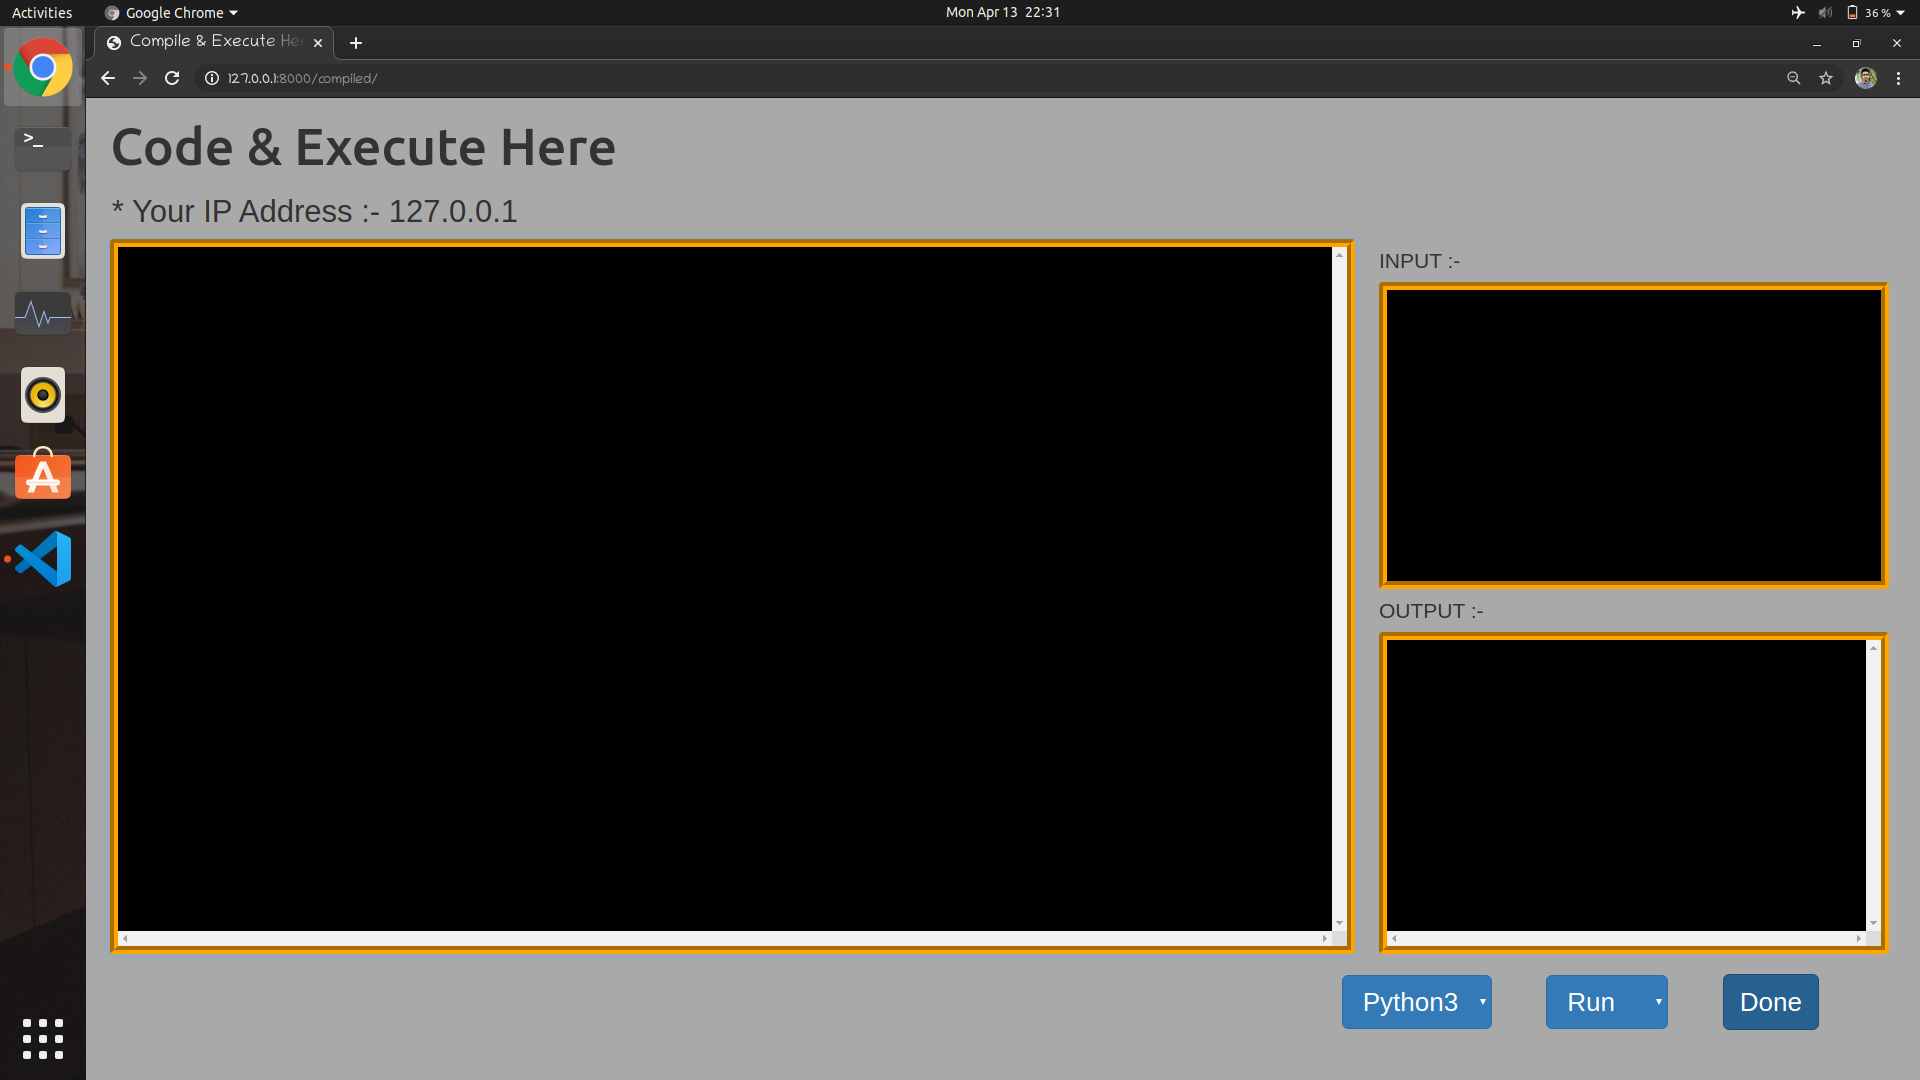 Activities
Google Chrome
Mon Apr 13 22:31
36 %
Compile & Execute He
127.0.0.1:8000/compiled/
Code & Execute Here
* Your IP Address :- 127.0.0.1
INPUT :-
OUTPUT :-
Python3
Run
Done